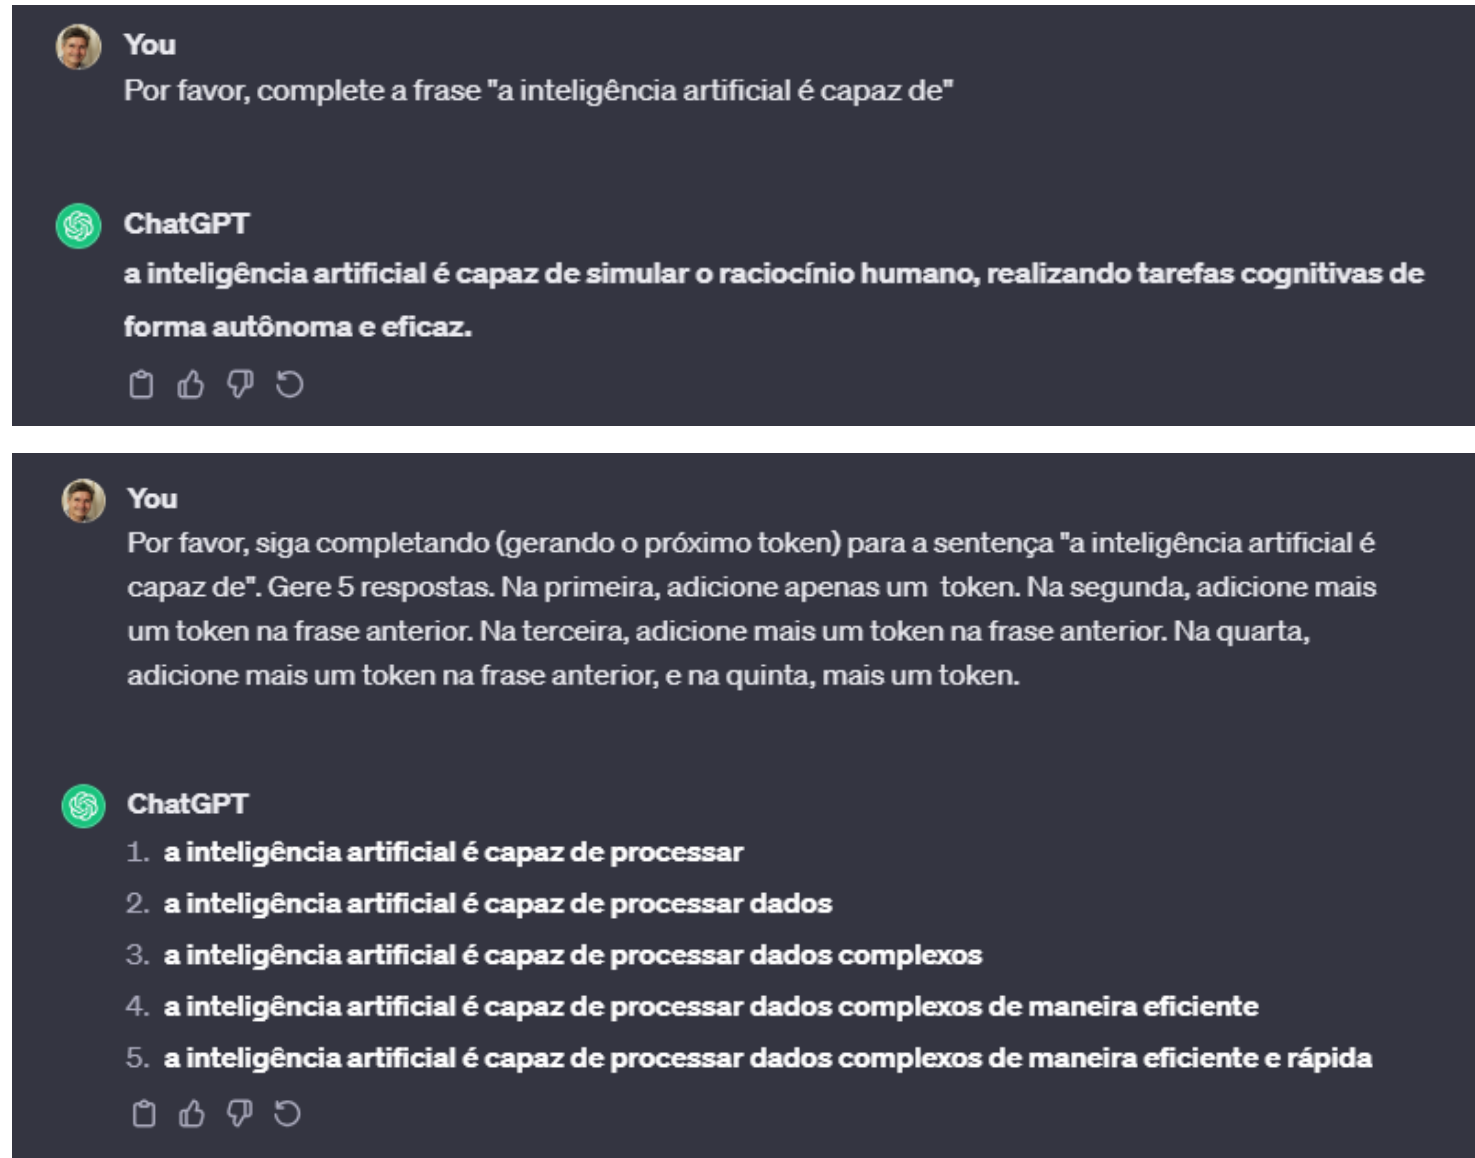 You
Por favor, complete a frase "a inteligência artificial é capaz de"
ChatGPT
a inteligência artificial é capaz de simular o raciocínio humano, realizando tarefas cognitivas de
forma autônoma e eficaz.
You
Por favor, siga completando (gerando o próximo token) para a sentença "a inteligência artificial é
capaz de". Gere 5 respostas. Na primeira, adicione apenas um  token. Na segunda, adicione mais
um token na frase anterior. Na terceira, adicione mais um token na frase anterior. Na quarta,
adicione mais um token na frase anterior, e na quinta, mais um token.
ChatGPT
1. a inteligência artificial é capaz de processar
2. a inteligência artificial é capaz de processar dados
3. a inteligência artificial é capaz de processar dados complexos
4. a inteligência artificial é capaz de processar dados complexos de maneira eficiente
5. a inteligência artificial é capaz de processar dados complexos de maneira eficiente e rápida